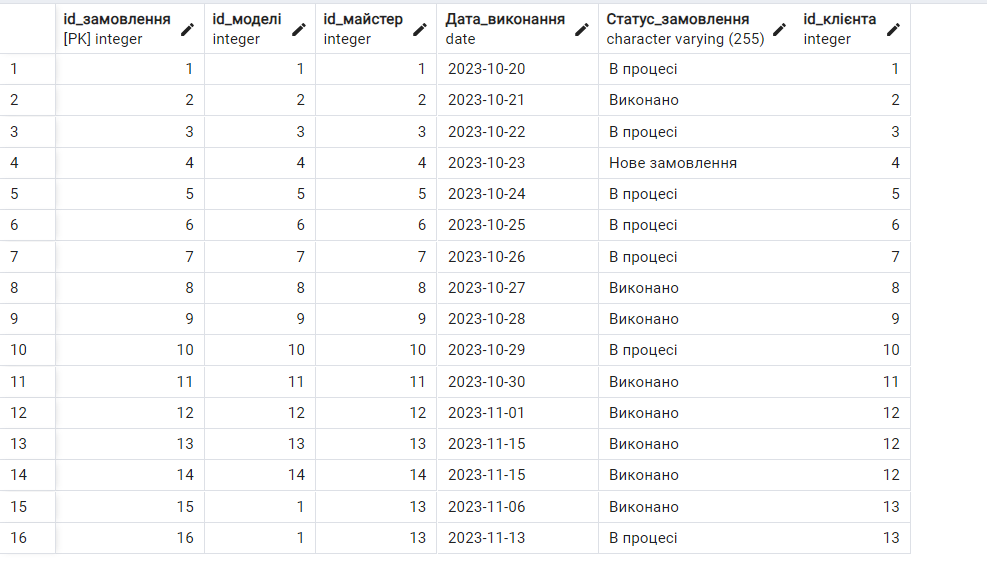 id_замовлення id_моделі id_майстер Дата_виконання Статус_замовлення id_клієнта
[PK] integer integer integer date character varying (255) integer
1 1 1 1 2023-10-20 В процесі 1
2 2 2 2 2023-10-21 Виконано 2
3 3 3 3 2023-10-22 В процесі 3
4 4 4 4 2023-10-23 Нове замовлення 4
5 5 5 5 2023-10-24 В процесі 5
6 6 6 6 2023-10-25 В процесі 6
7 7 7 7 2023-10-26 В процесі 7
8 8 8 8 2023-10-27 Виконано 8
9 9 9 9 2023-10-28 Виконано 9
10 10 10 10 2023-10-29 В процесі 10
11 11 11 11 2023-10-30 Виконано 11
12 12 12 12 2023-11-01 Виконано 12
13 13 13 13 2023-11-15 Виконано 12
14 14 14 14 2023-11-15 Виконано 12
15 15 1 13 2023-11-06 Виконано 13
16 16 1 13 2023-11-13 В процесі 13